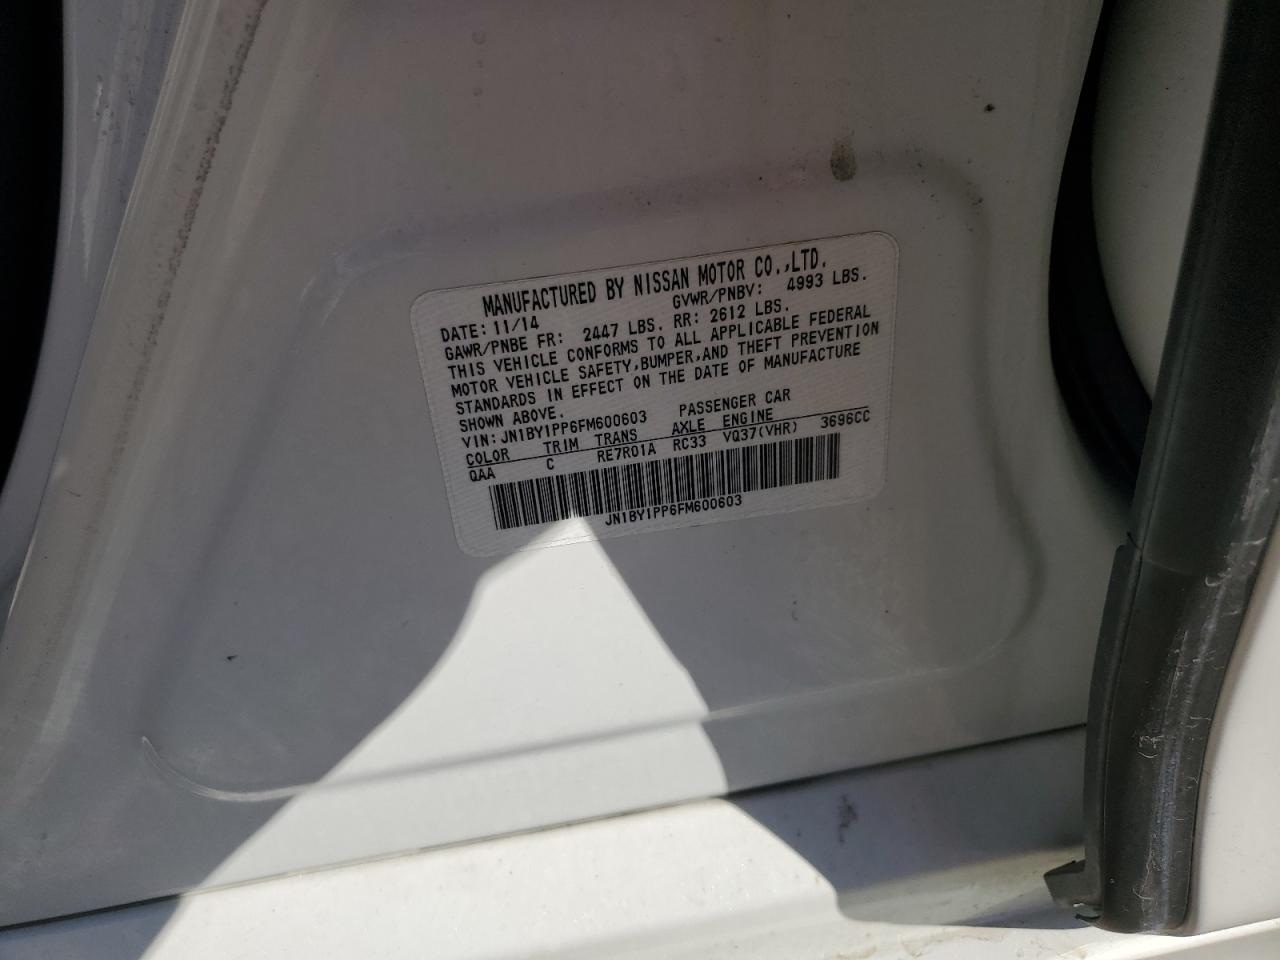 MANUFACTURED BY NISSAN MOTOR CO.,LTD.
DATE: 11/14 GVWR/PNBV: 4993 LBS.
GAWR/PNBE FR: 2447 LBS. RR: 2612 LBS.
THIS VEHICLE CONFORMS TO ALL APPLICABLE FEDERAL
MOTOR VEHICLE SAFETY,BUMPER,AND THEFT PREVENTION
STANDARDS IN EFFECT ON THE DATE OF MANUFACTURE
SHOWN ABOVE.
VIN: JN1BY1PP6FM600603 PASSENGER CAR
COLOR TRIM TRANS AXLE ENGINE
QAA C RE7R01A RC33 VQ37(VHR) 3696CC
JN1BY1PP6FM600603